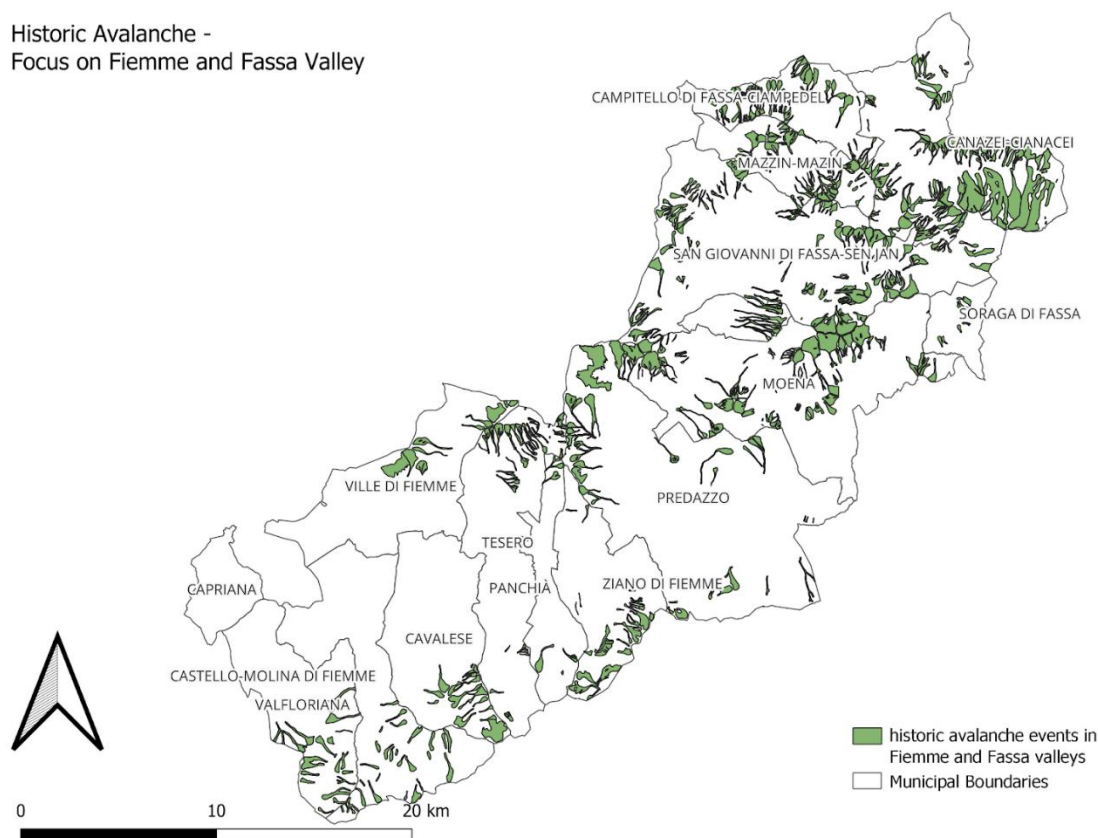 Historic Avalanche -
Focus on Fiemme and Fassa Valley
CAMPITELLO DI FASSA-CIAMPEDEL
CANAZEI-CIANACEI
MAZZIN-MAZIN
SAN GIOVANNI DI FASSA-SÈN JAN
SORAGA DI FASSA
MOENA
VILLE DI FIEMME
PREDAZZO
TESERO
CAPRIANA
PANCHIÀ
ZIANO DI FIEMME
CAVALESE
CASTELLO-MOLINA DI FIEMME
VALFLORIANA
historic avalanche events in
Fiemme and Fassa valleys
Municipal Boundaries
0 10 20 km